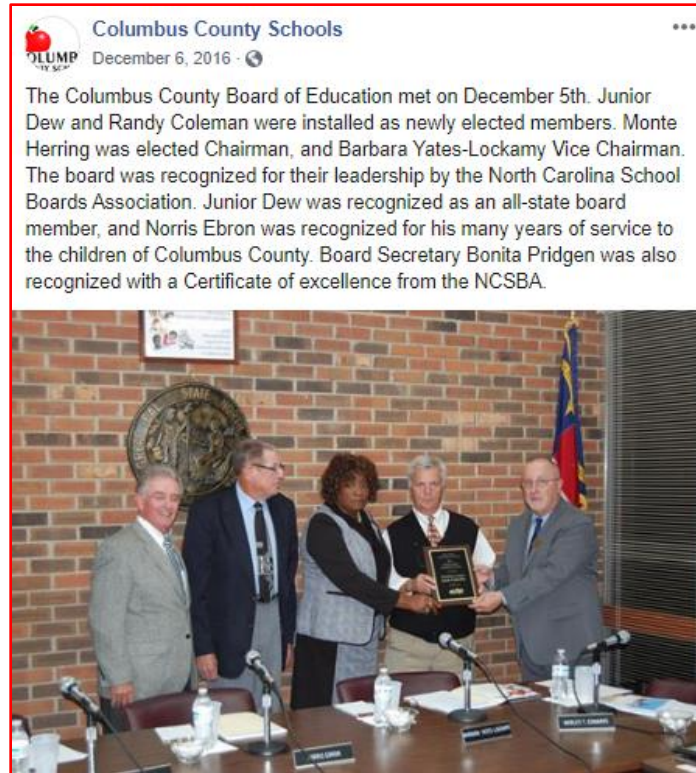 Columbus County Schools
December 6, 2016
The Columbus County Board of Education met on December 5th. Junior
Dew and Randy Coleman were installed as newly elected members. Monte
Herring was elected Chairman, and Barbara Yates-Lockamy Vice Chairman.
The board was recognized for their leadership by the North Carolina School
Boards Association. Junior Dew was recognized as an all-state board
member, and Norris Ebron was recognized for his many years of service to
the children of Columbus County. Board Secretary Bonita Pridgen was also
recognized with a Certificate of excellence from the NCSBA.